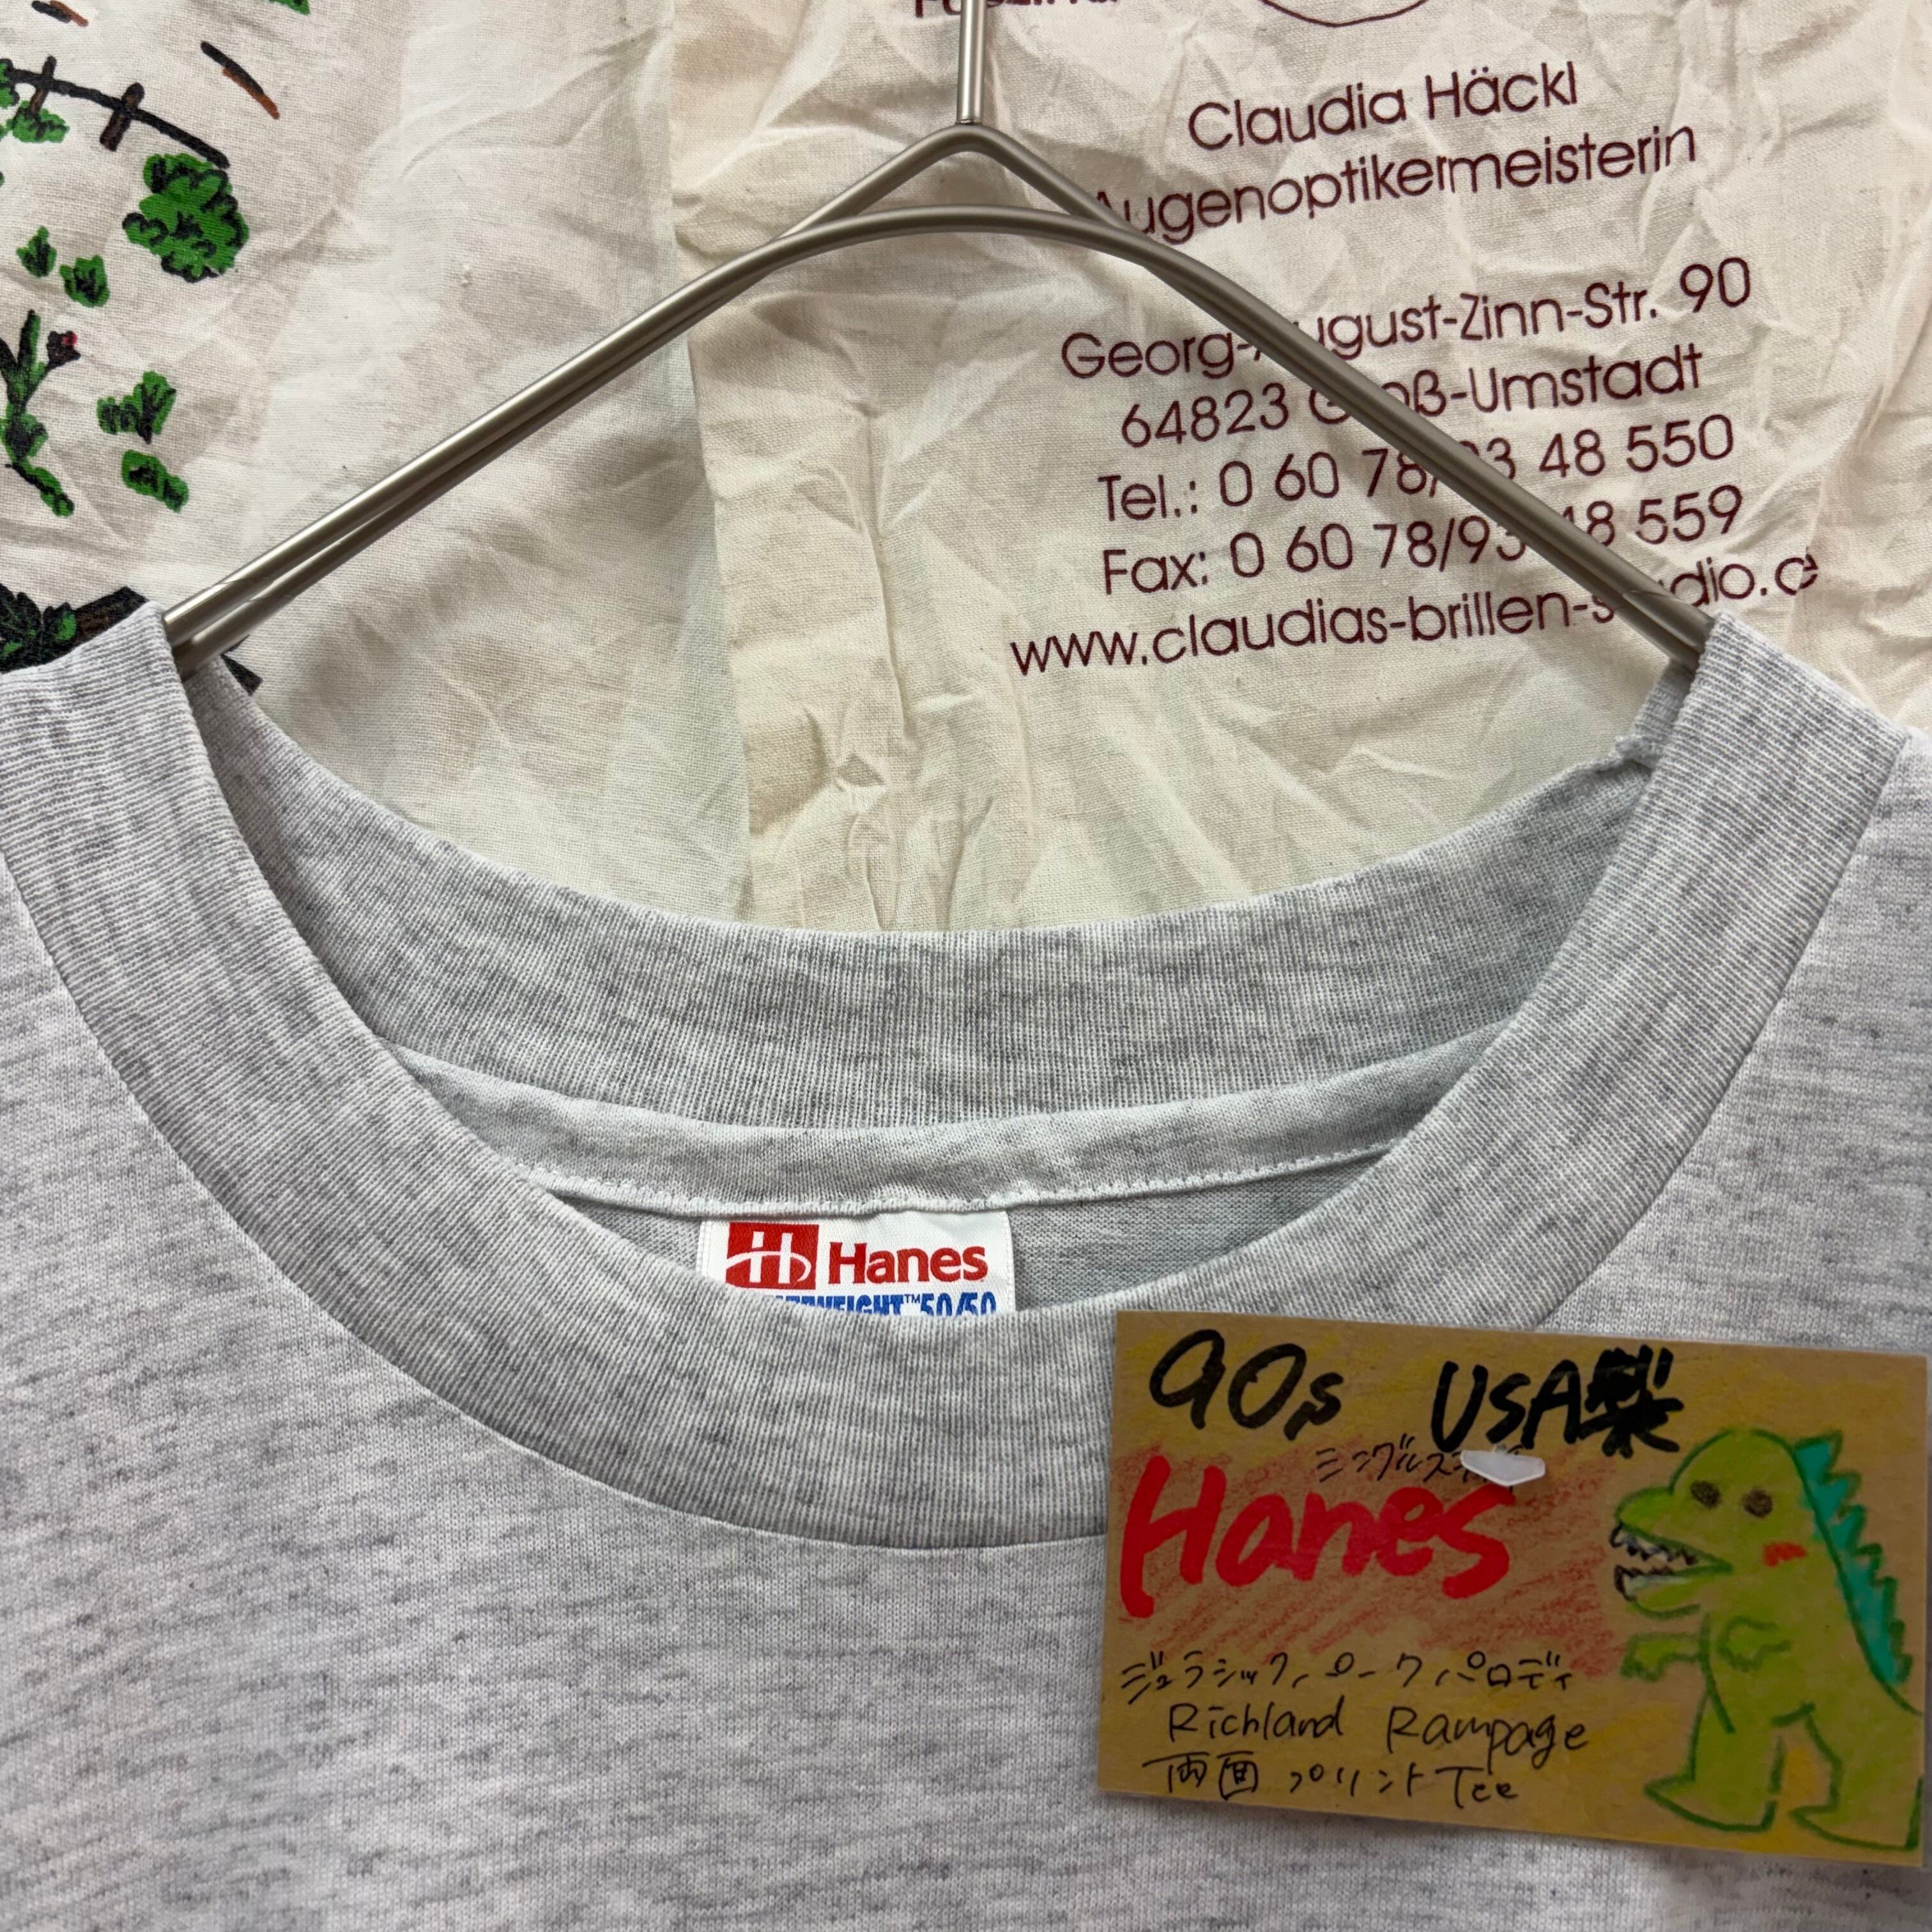 Claudia Häckl
Augenoptikermeisterin
Georg-August-Zinn-Str. 90
64823 Groß-Umstadt
Tel.: 0 60 78/93 48 550
Fax: 0 60 78/93 48 559
www.claudias-brillen-studio.de
Hanes
™50/50
90s USA製
シングルステ
Hanes
ジュラシックパークパロディ
Richland Rampage
両面プリントTee